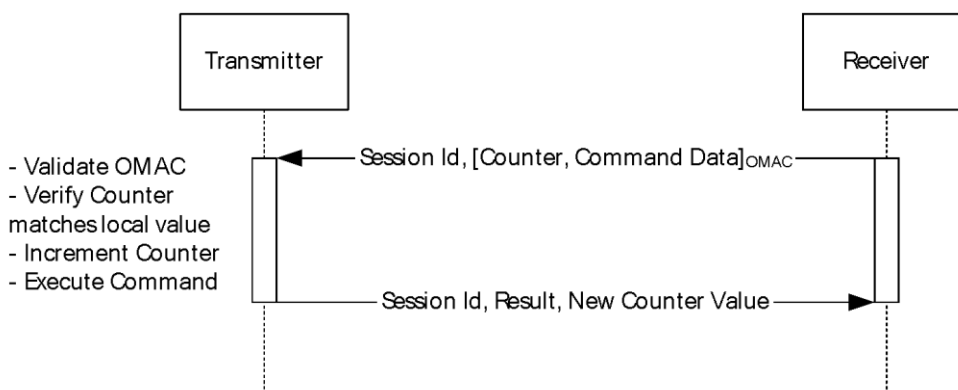 Transmitter
Receiver
Session Id, [Counter, Command Data]OMAC
- Validate OMAC
- Verify Counter
matches local value
- Increment Counter
- Execute Command
Session Id, Result, New Counter Value